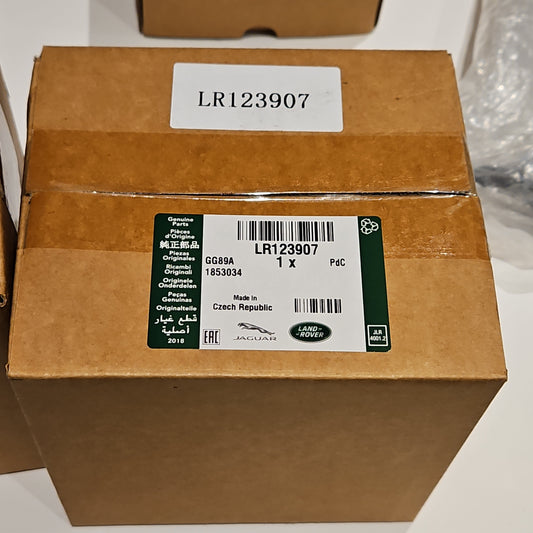 LR123907
Genuine
Parts
Pièces
d'Origine
純正部品
Piezas
Originales
Ricambi
Originali
Originele
Onderdelen
Peças
Genuinas
Originalteile
قطع غيار
أصلية
2018
LR123907
GG89A 1 x PdC
1853034
Made in
Czech Republic
EAC
JAGUAR
LAND ROVER
JLR
4001.2